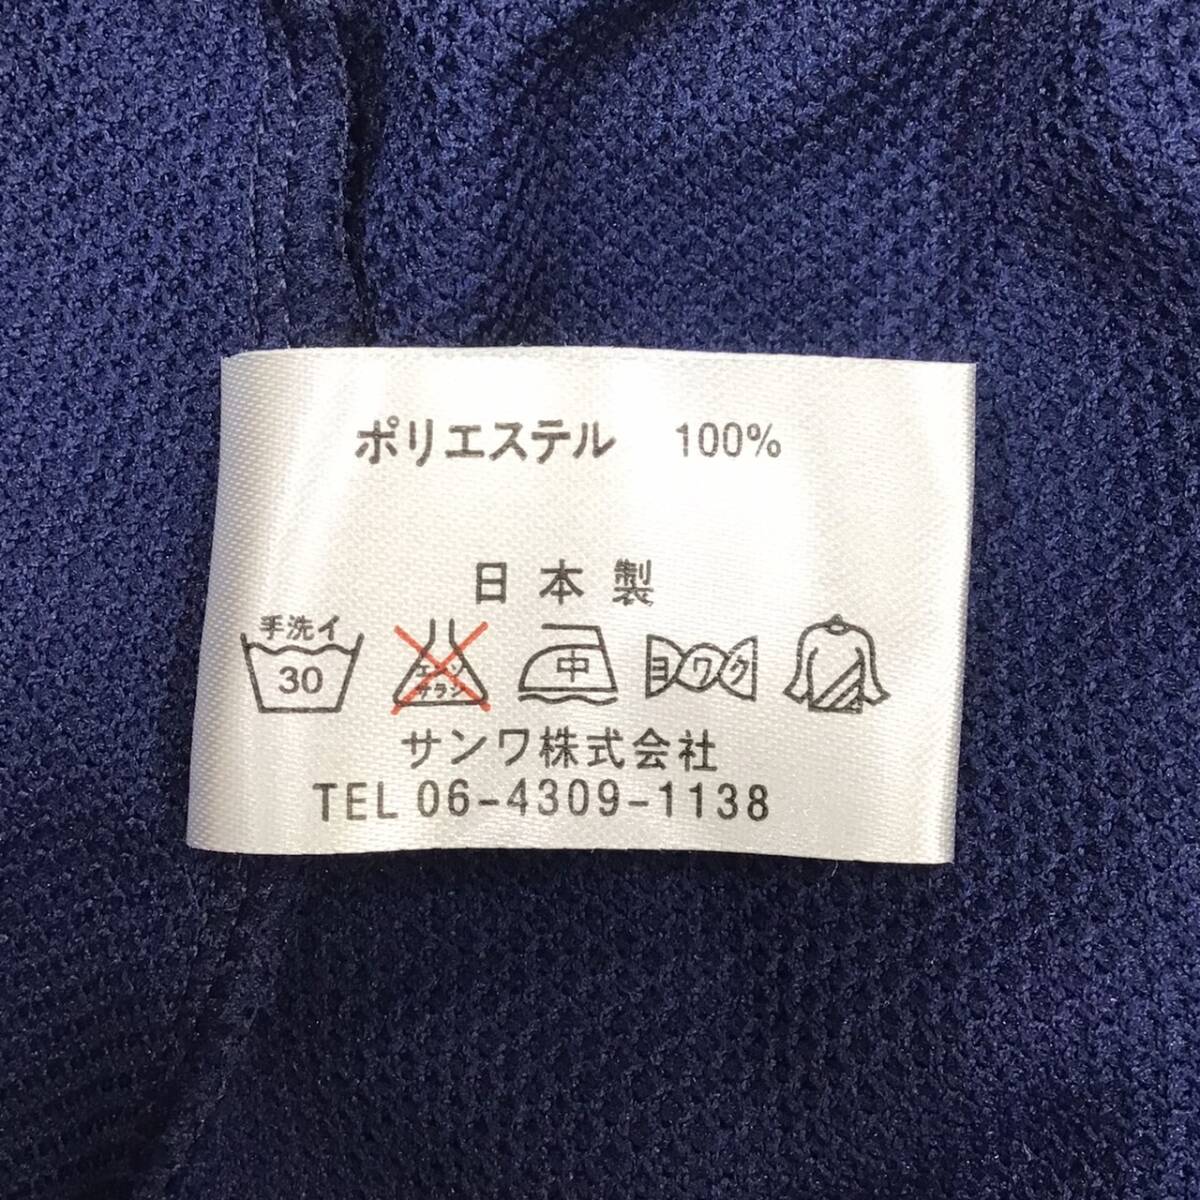 ポリエステル 100%
日本製
手洗イ
30
エンソ
サラシ
中
ヨワク
サンワ株式会社
TEL 06-4309-1138